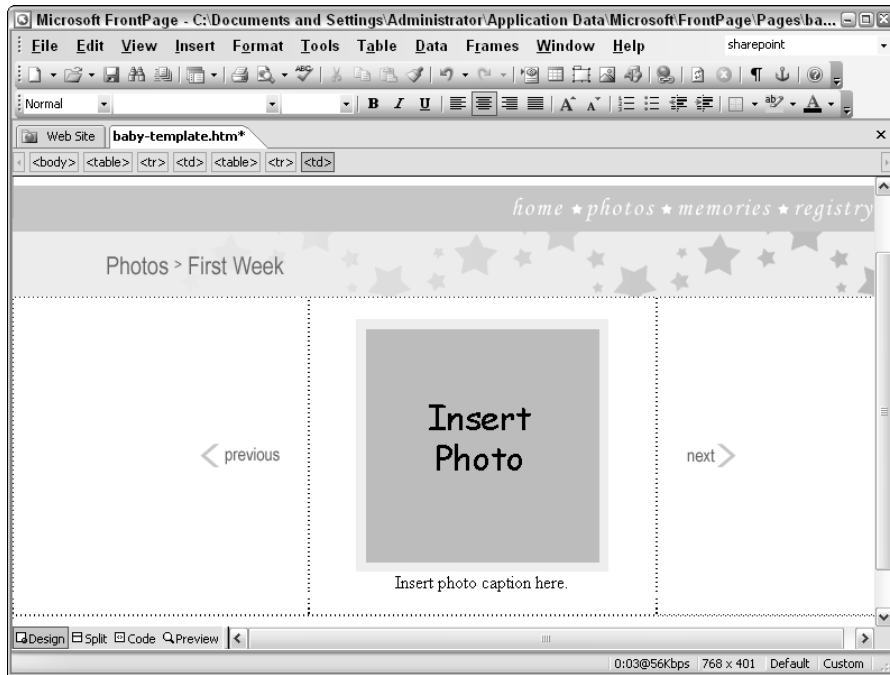 Microsoft FrontPage - C:\Documents and Settings\Administrator\Application Data\Microsoft\FrontPage\Pages\ba...
File Edit View Insert Format Tools Table Data Frames Window Help sharepoint
ABC ab
Normal B I U A A A
Web Site baby-template.htm*
<body> <table> <tr> <td> <table> <tr> <td>
home ★ photos ★ memories ★ registry
Photos > First Week
Insert
Photo
previous
next
Insert photo caption here.
Design Split Code Preview
0:03@56Kbps 768 x 401 Default Custom